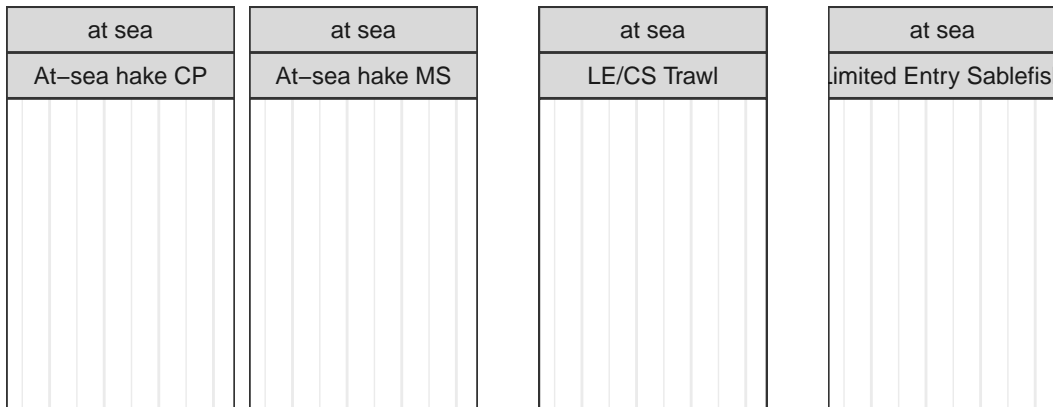 at sea
At−sea hake CP
at sea
At−sea hake MS
at sea
LE/CS Trawl
at sea
Limited Entry Sablefis